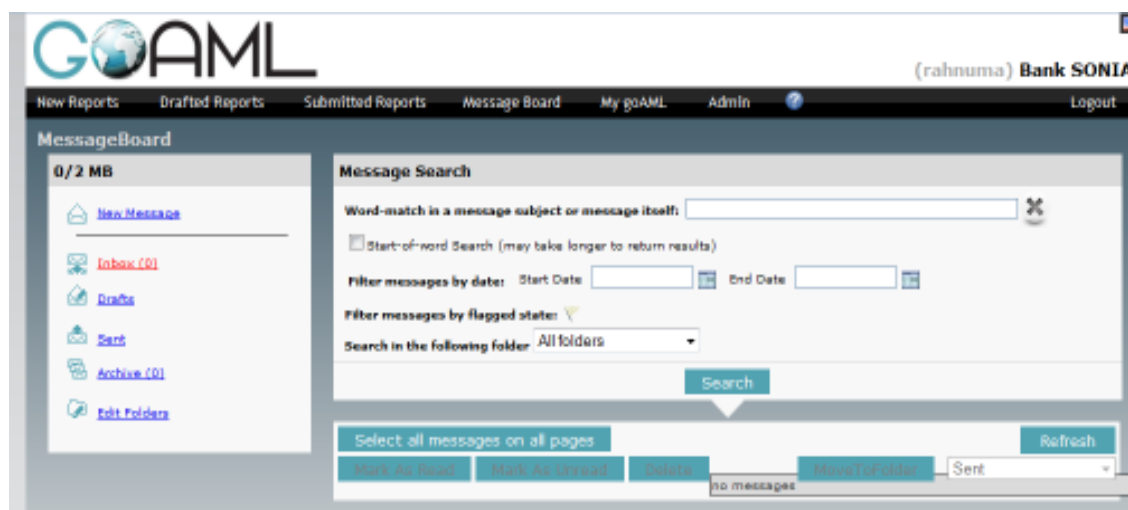 GOAML
(rahnuma) Bank SONIA
New Reports Drafted Reports Submitted Reports Message Board My goAML Admin ? Logout
MessageBoard
0/2 MB
New Message
Inbox (0)
Drafts
Sent
Archive (0)
Edit Folders
Message Search
Word-match in a message subject or message itself:
Start-of-word Search (may take longer to return results)
Filter messages by date: Start Date End Date
Filter messages by flagged state:
Search in the following folder All folders
Search
Select all messages on all pages Refresh
Mark As Read Mark As Unread Delete MoveToFolder Sent
no messages